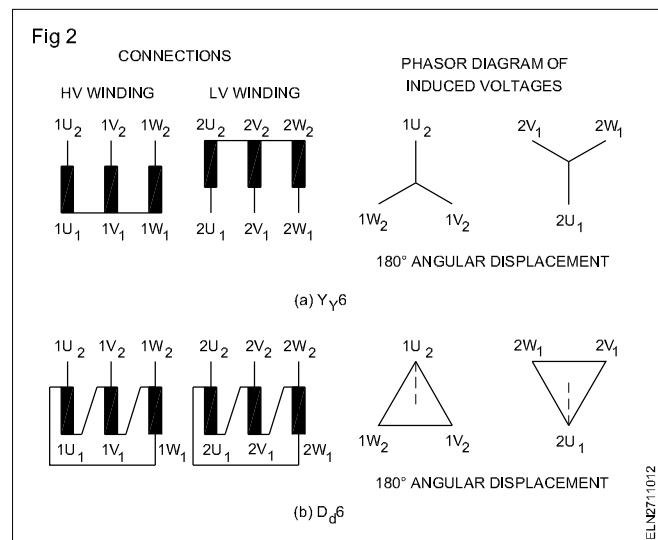 Fig 2
CONNECTIONS
HV WINDING
LV WINDING
1U₂ 1V₂ 1W₂
2U₂ 2V₂ 2W₂
1U₁ 1V₁ 1W₁
2U₁ 2V₁ 2W₁
PHASOR DIAGRAM OF
INDUCED VOLTAGES
1U₂
1W₂ 1V₂
2V₁ 2W₁
2U₁
180° ANGULAR DISPLACEMENT
(a) YY6
1U₂ 1V₂ 1W₂
2U₂ 2V₂ 2W₂
1U₁ 1V₁ 1W₁
2U₁ 2V₁ 2W₁
1U₂
1W₂ 1V₂
2W₁ 2V₁
2U₁
180° ANGULAR DISPLACEMENT
(b) Dd6
ELN2711012